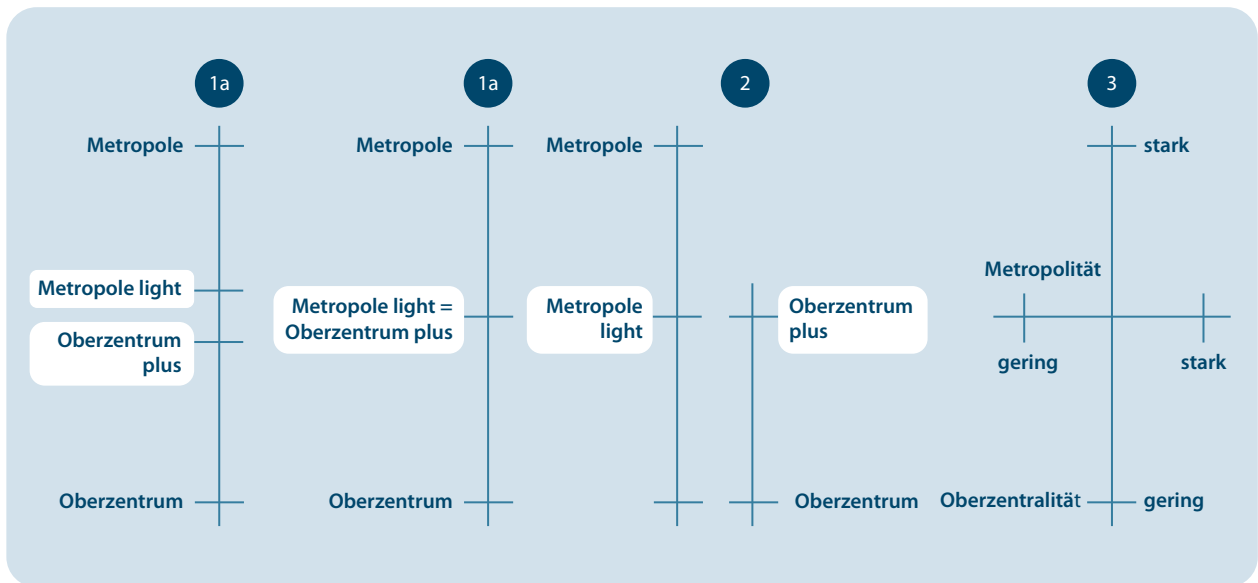 1a
Metropole
Metropole light
Oberzentrum
plus
Oberzentrum
1a
Metropole
Metropole light =
Oberzentrum plus
Oberzentrum
2
Metropole
Metropole
light
Oberzentrum
plus
Oberzentrum
3
stark
Metropolität
gering
stark
Oberzentralität
gering